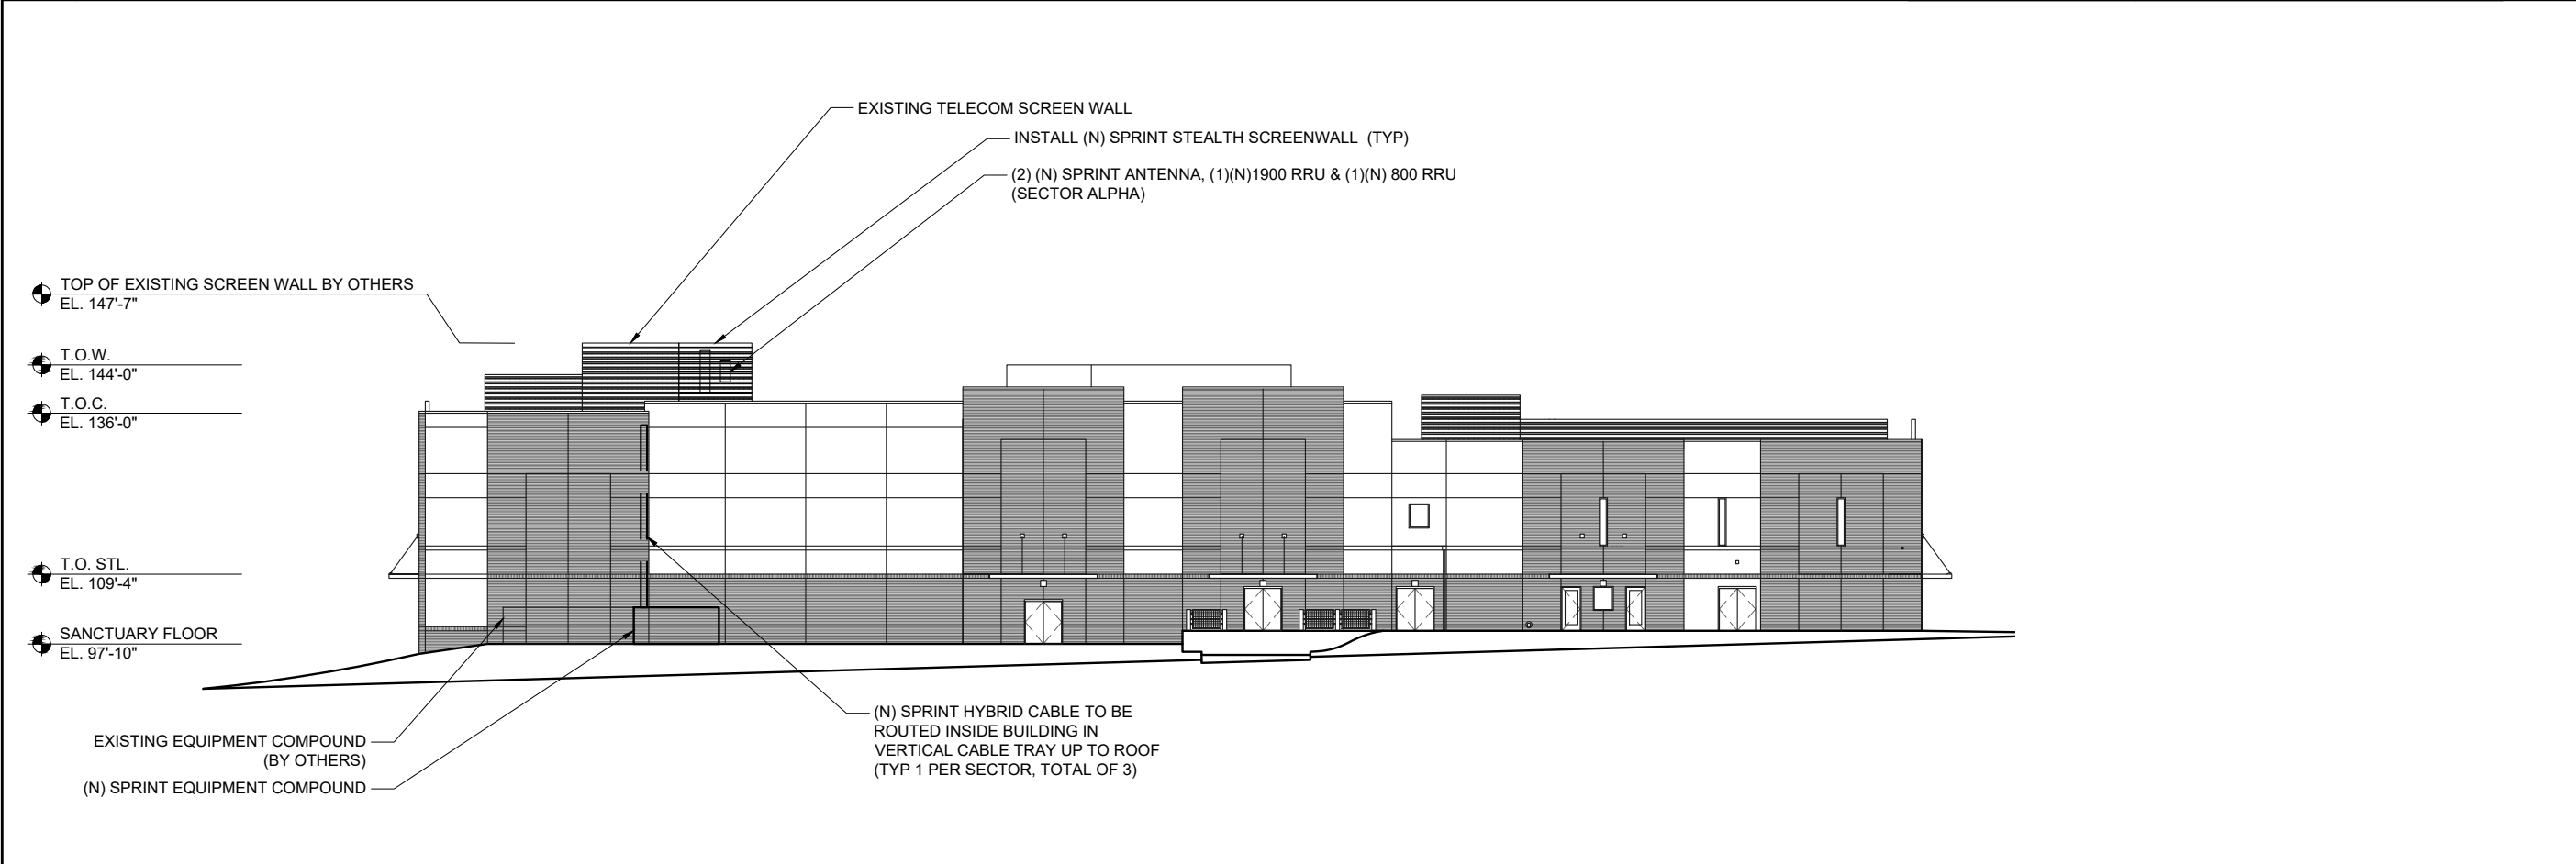 EXISTING TELECOM SCREEN WALL
INSTALL (N) SPRINT STEALTH SCREENWALL (TYP)
(2) (N) SPRINT ANTENNA, (1)(N)1900 RRU & (1)(N) 800 RRU
(SECTOR ALPHA)
TOP OF EXISTING SCREEN WALL BY OTHERS
EL. 147'-7"
T.O.W.
EL. 144'-0"
T.O.C.
EL. 136'-0"
T.O. STL.
EL. 109'-4"
SANCTUARY FLOOR
EL. 97'-10"
EXISTING EQUIPMENT COMPOUND
(BY OTHERS)
(N) SPRINT EQUIPMENT COMPOUND
(N) SPRINT HYBRID CABLE TO BE
ROUTED INSIDE BUILDING IN
VERTICAL CABLE TRAY UP TO ROOF
(TYP 1 PER SECTOR, TOTAL OF 3)